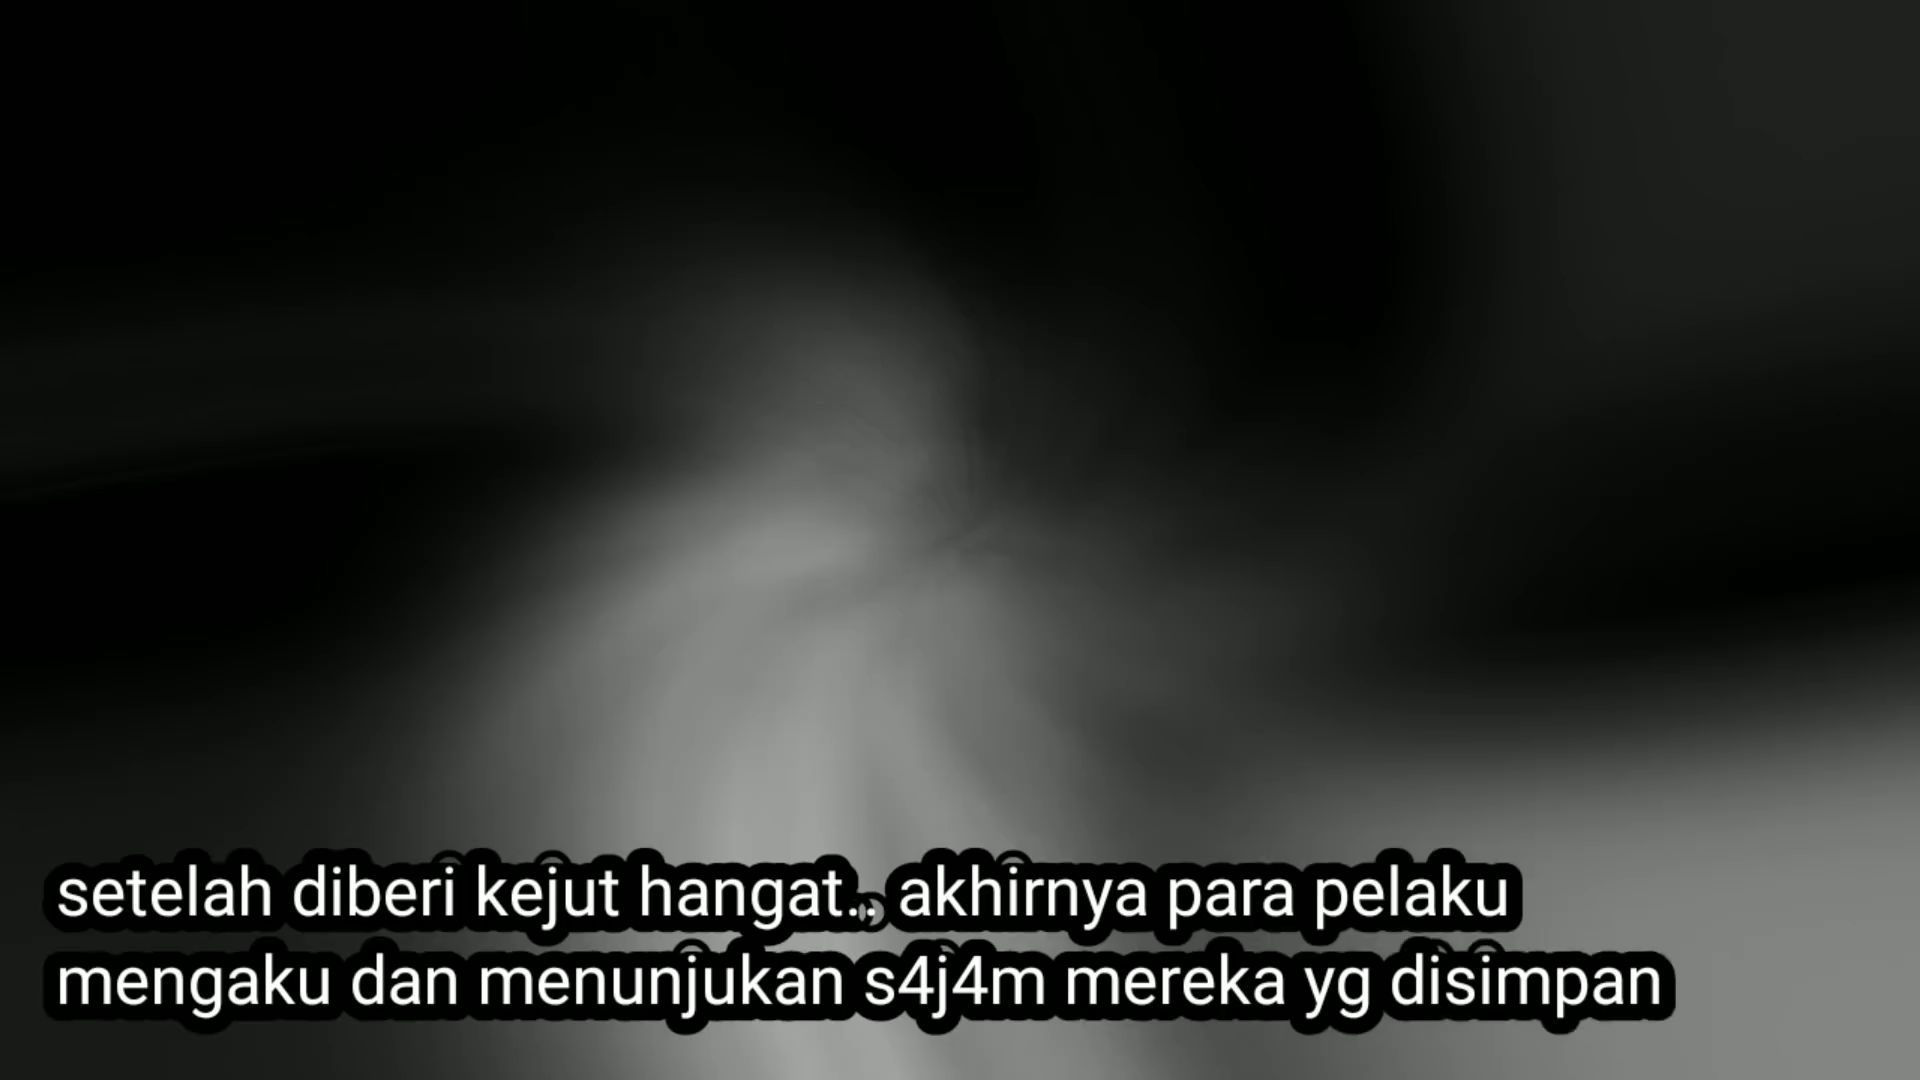 setelah diberi kejut hangat.,, akhirnya para pelaku
mengaku dan menunjukan s4j4m mereka yg disimpan